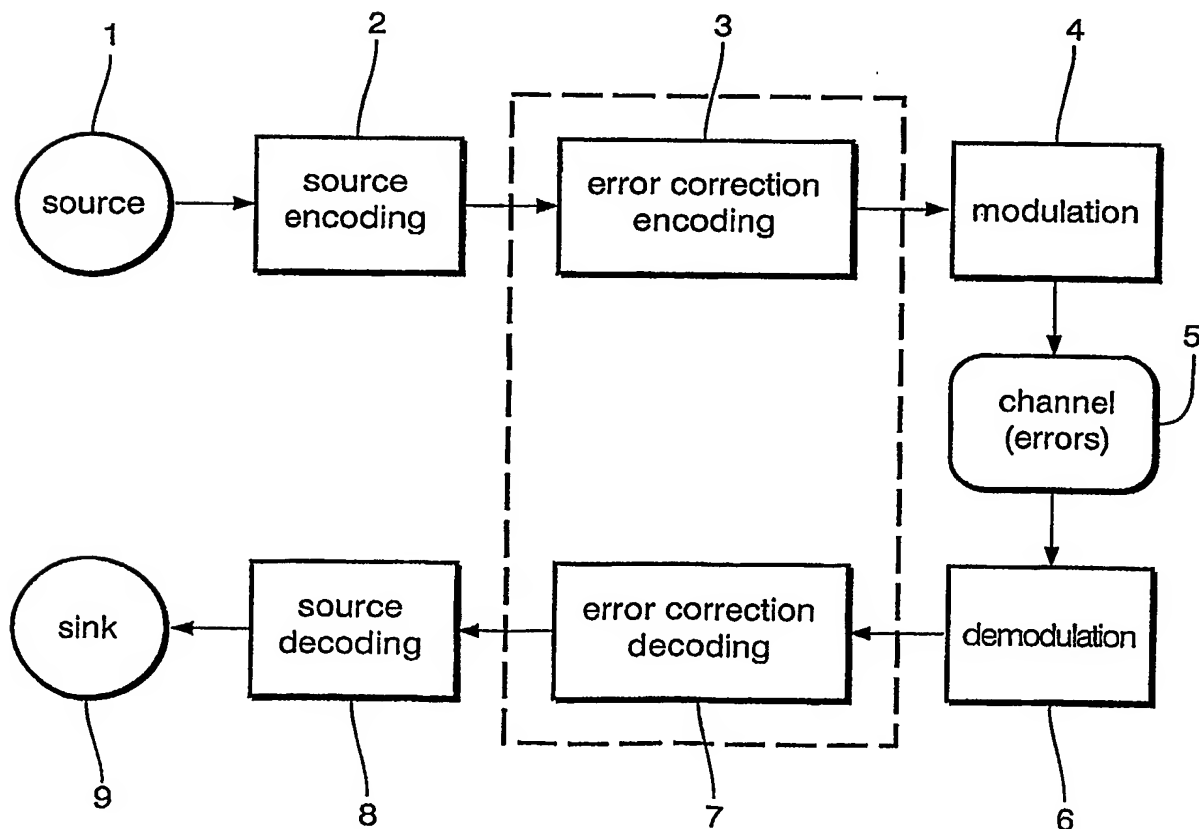 1
2
3
4
source
source
encoding
error correction
encoding
modulation
5
channel
(errors)
sink
source
decoding
error correction
decoding
demodulation
9
8
7
6